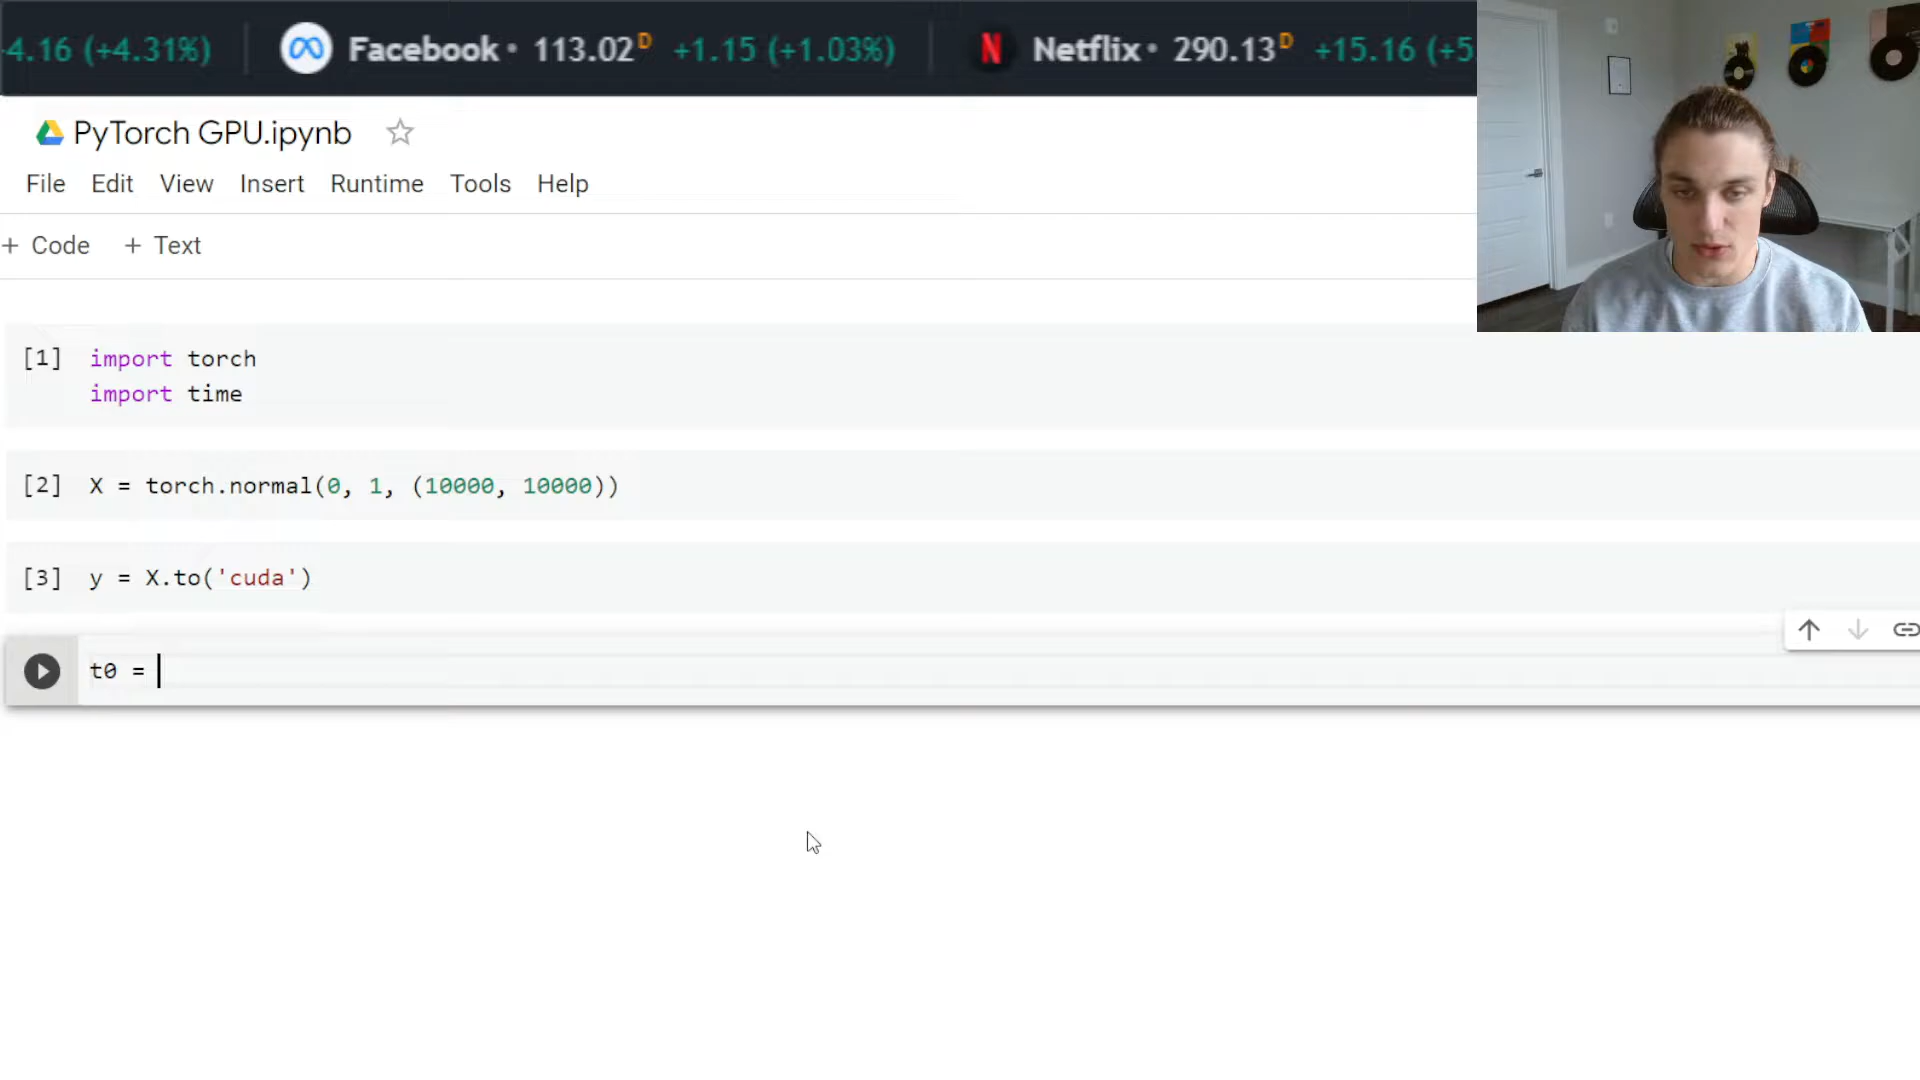 4.16 (+4.31%) Facebook • 113.02 D +1.15 (+1.03%) N Netflix • 290.13 D +15.16 (+5
PyTorch GPU.ipynb
File Edit View Insert Runtime Tools Help
+ Code + Text
[1] import torch
import time
[2] X = torch.normal(0, 1, (10000, 10000))
[3] y = X.to('cuda')
t0 =